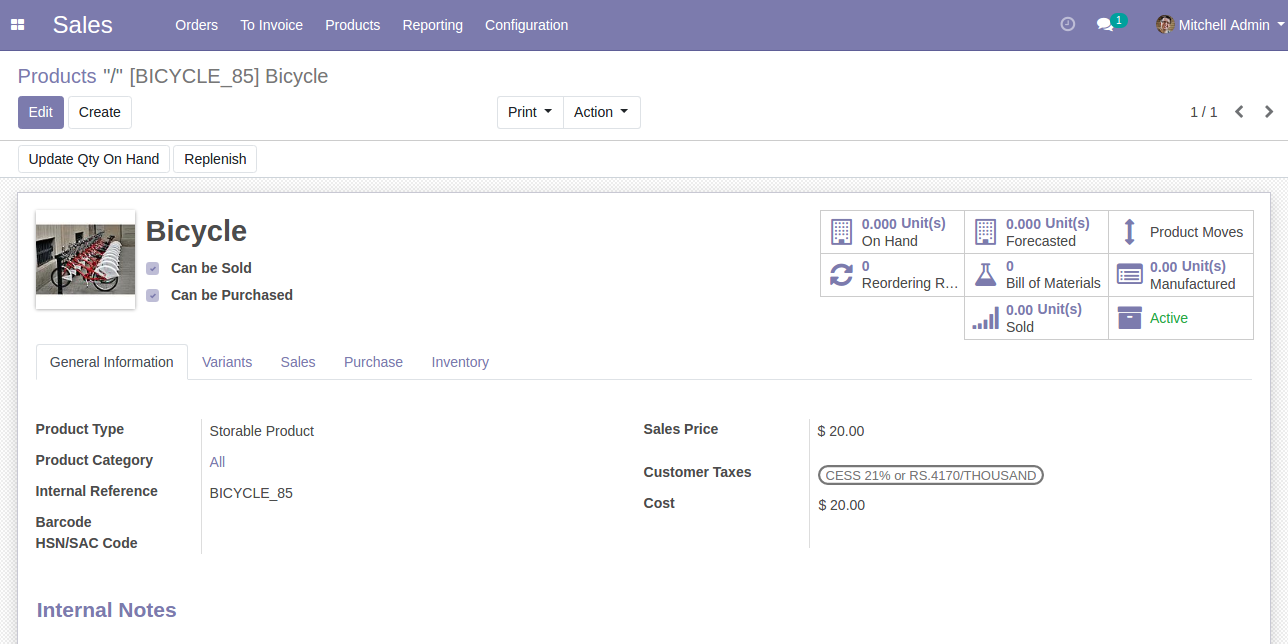 Sales Orders To Invoice Products Reporting Configuration 1 Mitchell Admin
Products "/" [BICYCLE_85] Bicycle
Edit Create Print Action 1 / 1
Update Qty On Hand Replenish
Bicycle
Can be Sold
Can be Purchased
0.000 Unit(s)
On Hand
0.000 Unit(s)
Forecasted
Product Moves
0
Reordering R...
0
Bill of Materials
0.00 Unit(s)
Manufactured
0.00 Unit(s)
Sold
Active
General Information Variants Sales Purchase Inventory
Product Type Storable Product
Product Category All
Internal Reference BICYCLE_85
Barcode
HSN/SAC Code
Sales Price $ 20.00
Customer Taxes CESS 21% or RS.4170/THOUSAND
Cost $ 20.00
Internal Notes